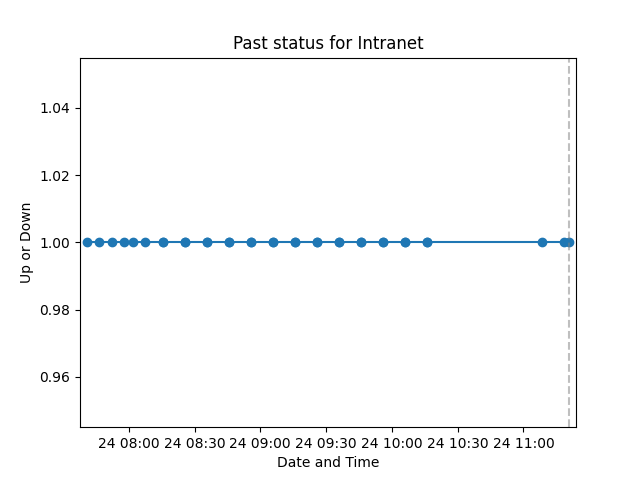 Past status for Intranet
1.04
1.02
1.00
0.98
0.96
Up or Down
24 08:00 24 08:30 24 09:00 24 09:30 24 10:00 24 10:30 24 11:00
Date and Time